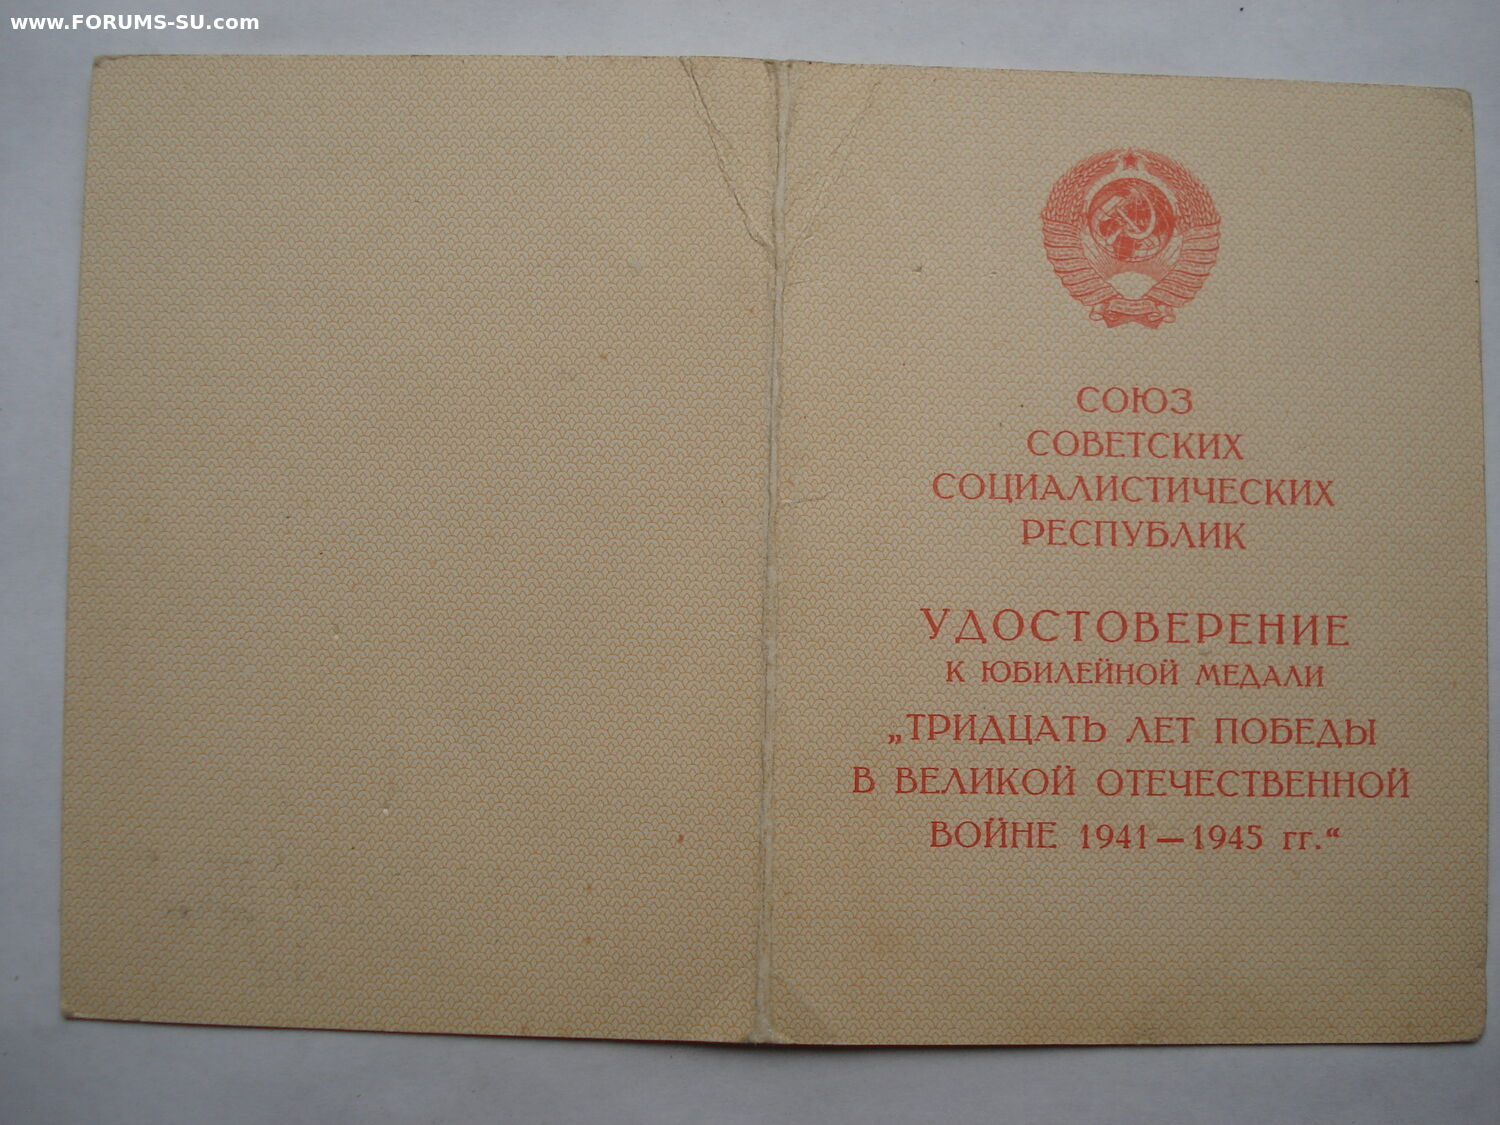 www.FORUMS-SU.com
СОЮЗ
СОВЕТСКИХ
СОЦИАЛИСТИЧЕСКИХ
РЕСПУБЛИК
УДОСТОВЕРЕНИЕ
К ЮБИЛЕЙНОЙ МЕДАЛИ
„ТРИДЦАТЬ ЛЕТ ПОБЕДЫ
В ВЕЛИКОЙ ОТЕЧЕСТВЕННОЙ
ВОЙНЕ 1941—1945 гг.“